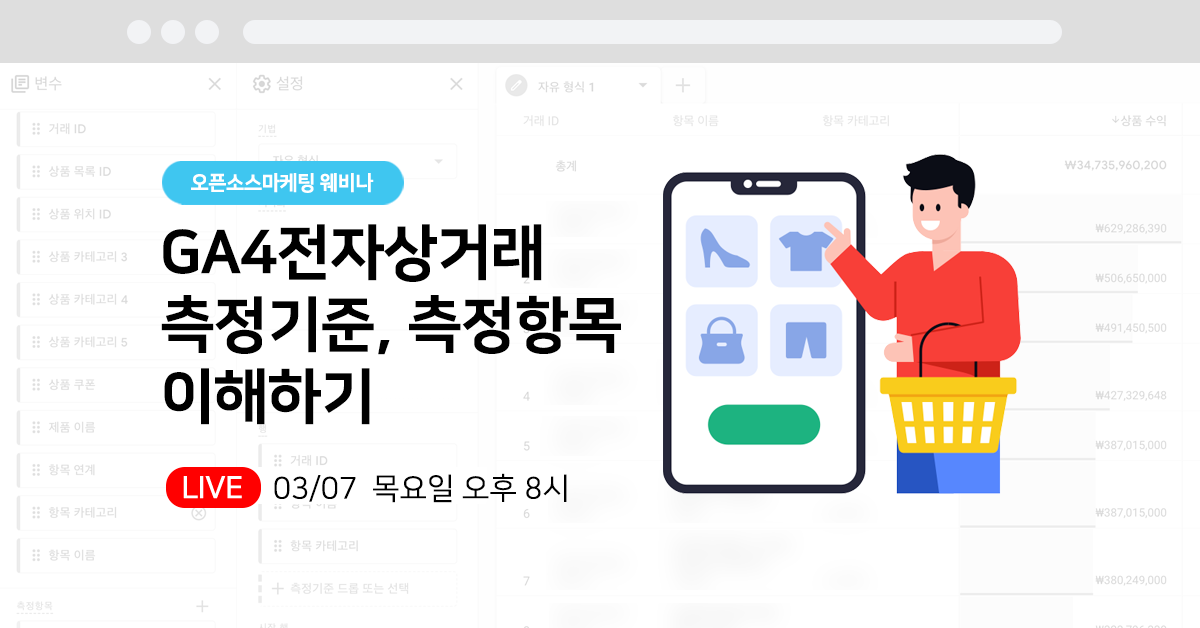 변수
설정
자유 형식 1
거래 ID
항목 이름
항목 카테고리
↓상품 수익
총계
₩34,735,960,200
거래 ID
상품 목록 ID
상품 위치 ID
상품 카테고리 3
상품 카테고리 4
상품 카테고리 5
상품 쿠폰
제품 이름
항목 연계
항목 카테고리
항목 이름
측정항목
기법
자유 형식
오픈소스마케팅 웨비나
GA4전자상거래
측정기준, 측정항목
이해하기
LIVE 03/07 목요일 오후 8시
행
거래 ID
항목 이름
항목 카테고리
측정기준 드롭 또는 선택
₩629,286,390
2
₩506,650,000
₩491,450,500
4
₩427,329,648
5
₩387,015,000
6
₩387,015,000
7
₩380,249,000